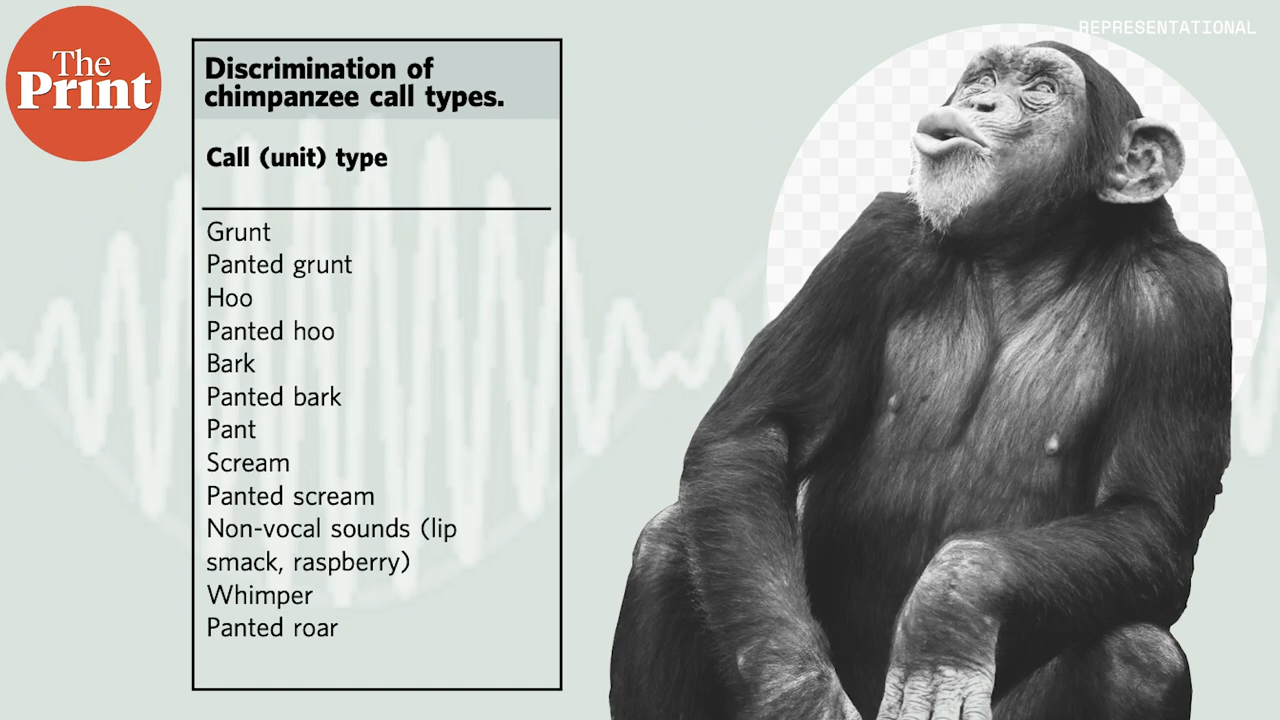 The
Print
REPRESENTATIONAL
Discrimination of
chimpanzee call types.
Call (unit) type
Grunt
Panted grunt
Hoo
Panted hoo
Bark
Panted bark
Pant
Scream
Panted scream
Non-vocal sounds (lip
smack, raspberry)
Whimper
Panted roar